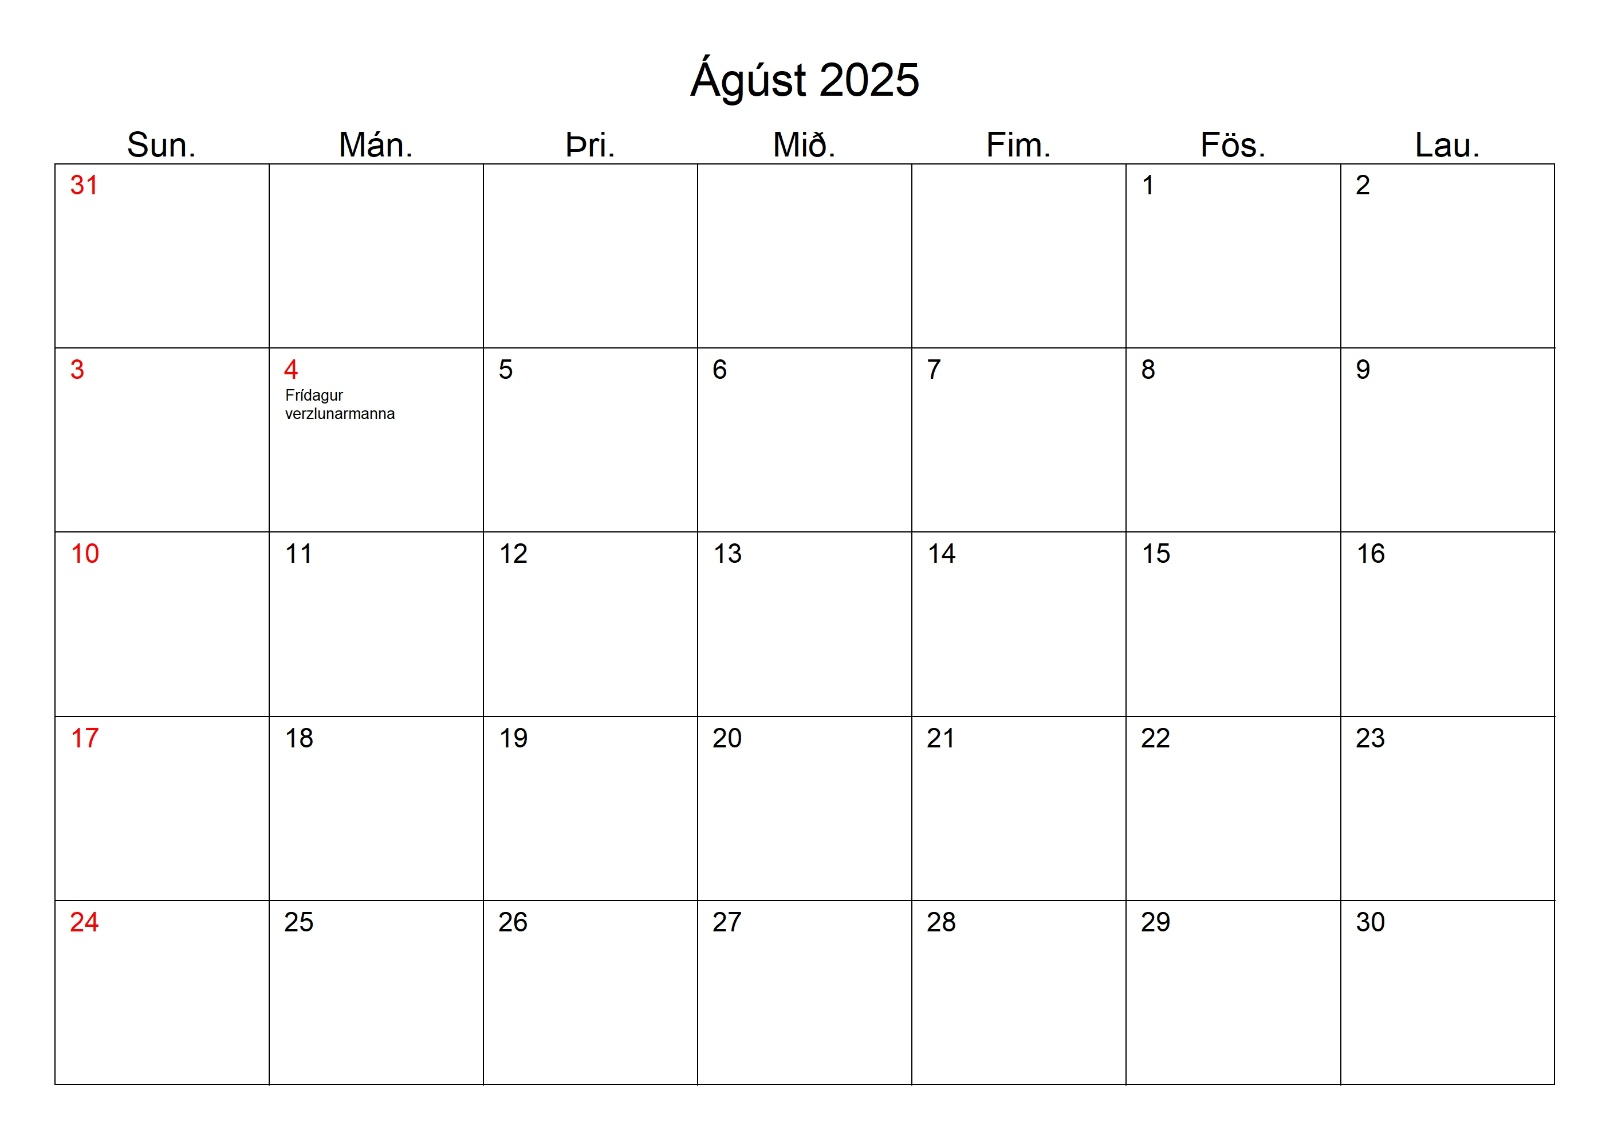 Ágúst 2025
Sun. Mán. Þri. Mið. Fim. Fös. Lau.
31 1 2
3 4 5 6 7 8 9
Frídagur
verzlunarmanna
10 11 12 13 14 15 16
17 18 19 20 21 22 23
24 25 26 27 28 29 30